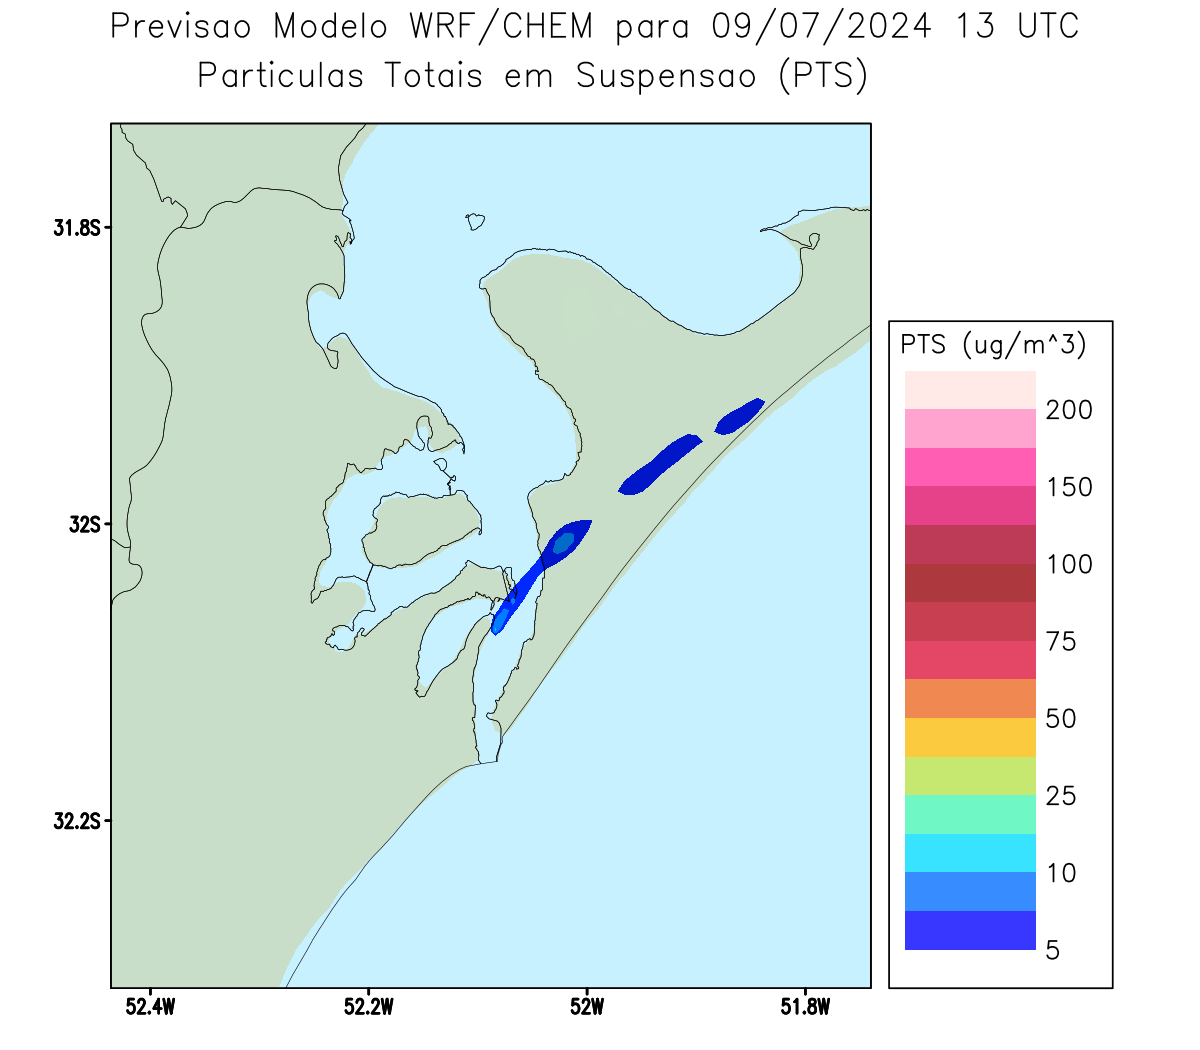 Previsao Modelo WRF/CHEM para 09/07/2024 13 UTC
Particulas Totais em Suspensao (PTS)
31.8S
32S
32.2S
52.4W
52.2W
52W
51.8W
PTS (ug/m^3)
200
150
100
75
50
25
10
5